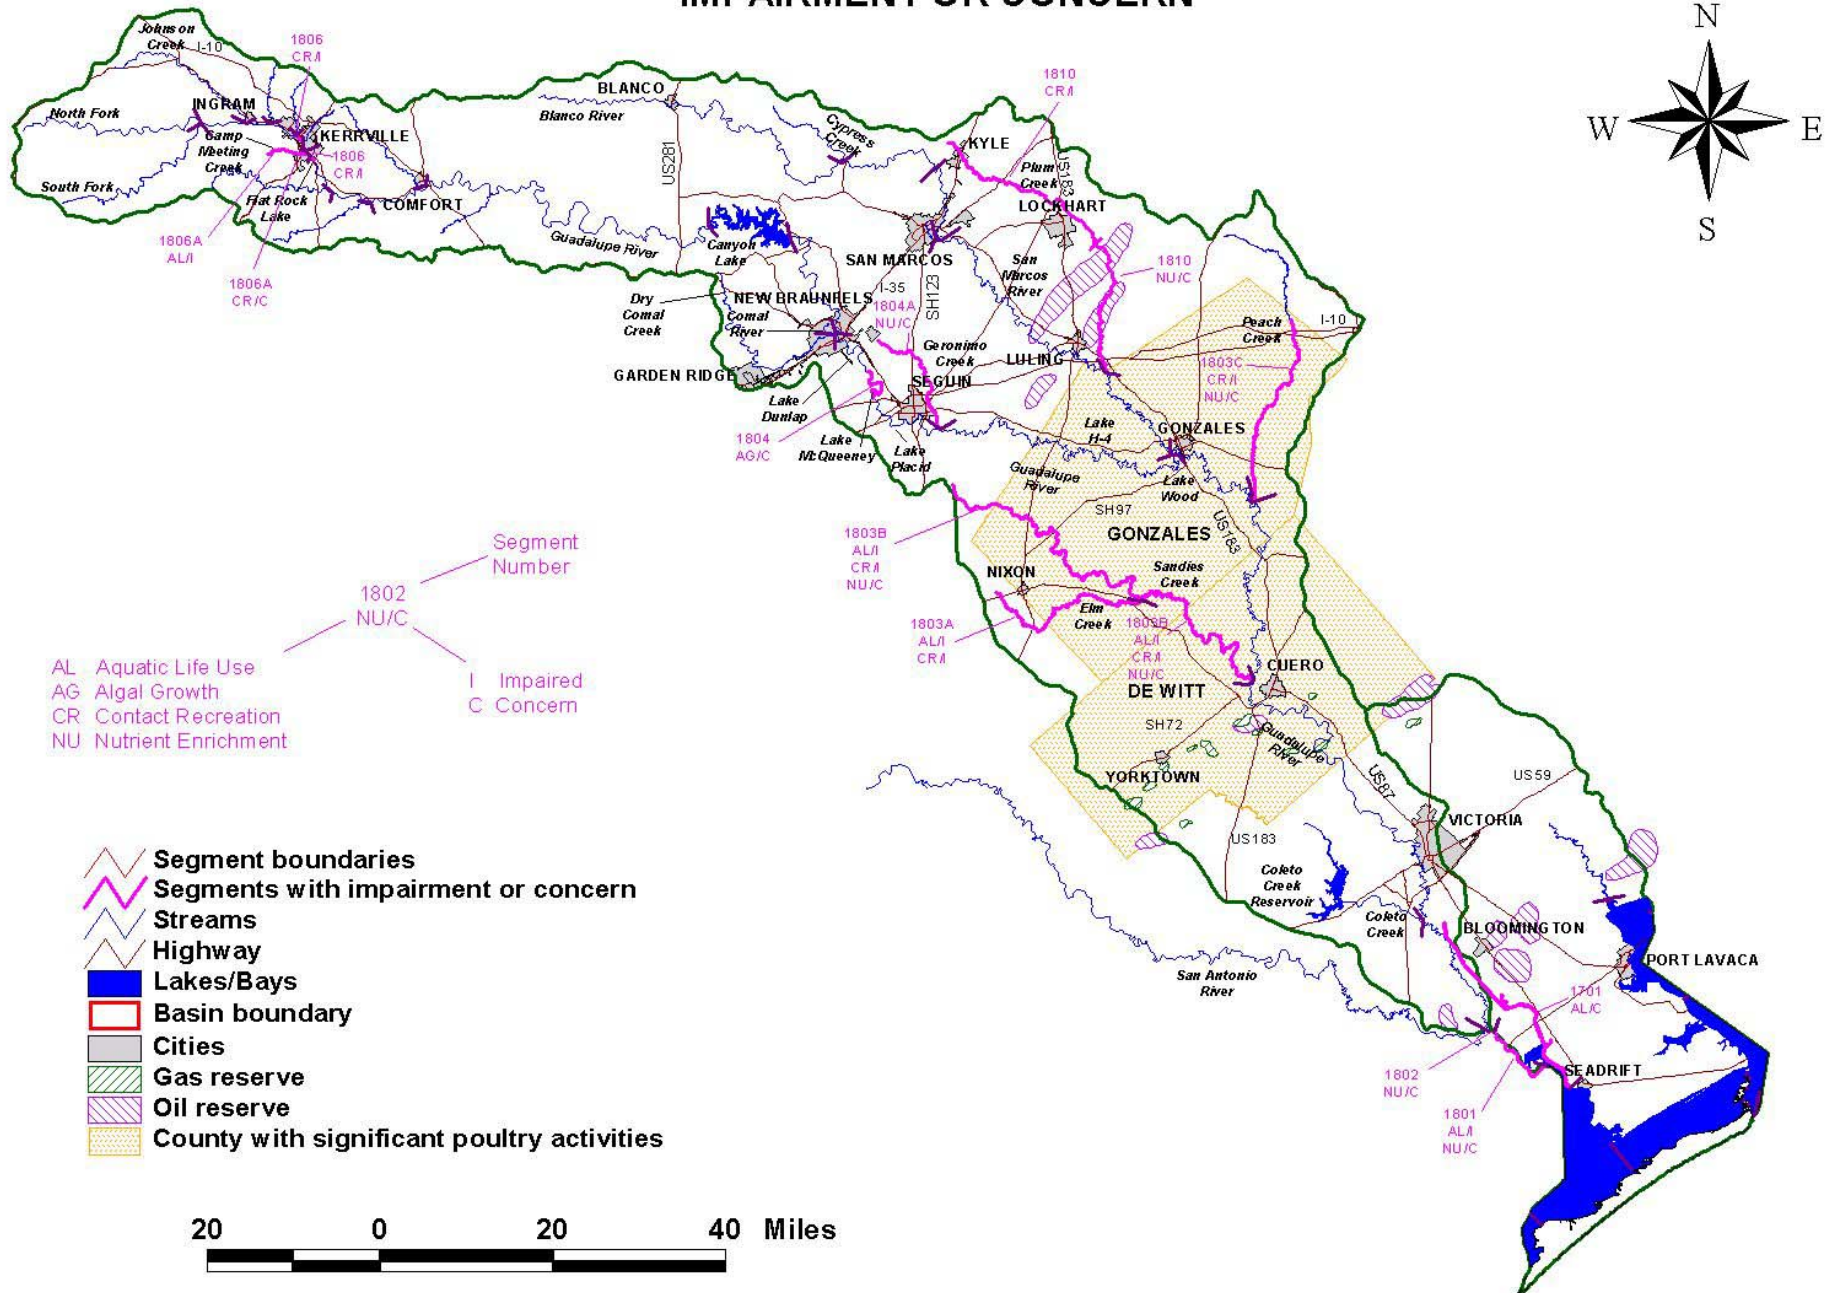 IMPAIRMENT OR CONCERN
N
W
E
S
Johnson
Creek
I-10
1806
CR/I
North Fork
INGRAM
Camp
Meeting
Creek
KERRVILLE
1806
CR/I
South Fork
Flat Rock
Lake
COMFORT
1806A
AL/I
1806A
CR/C
BLANCO
Blanco River
US281
Cypress
Creek
KYLE
1810
CR/I
Plum
Creek
US183
LOCKHART
Guadalupe River
Canyon
Lake
SAN MARCOS
San
Marcos
River
1810
NU/C
Dry
Comal
Creek
NEW BRAUNFELS
Comal
River
I-35
1804A
NU/C
SH123
Geronimo
Creek
LULING
Peach
Creek
I-10
1803C
CR/I
NU/C
GARDEN RIDGE
SEGUIN
Lake
Dunlap
1804
AG/C
Lake
McQueeney
Lake
Placid
Lake
H-4
GONZALES
Guadalupe
River
Lake
Wood
SH97
GONZALES
US183
1803B
AL/I
CR/I
NU/C
NIXON
Sandies
Creek
Elm
Creek
1803A
AL/I
CR/I
1803B
AL/I
CR/I
NU/C
CUERO
DE WITT
SH72
Guadalupe
River
YORKTOWN
US87
US59
VICTORIA
US183
Coleto
Creek
Reservoir
Coleto
Creek
BLOOMINGTON
PORT LAVACA
San Antonio
River
1701
AL/C
1802
NU/C
SEADRIFT
1801
AL/I
NU/C
Segment
Number
1802
NU/C
AL Aquatic Life Use
AG Algal Growth
CR Contact Recreation
NU Nutrient Enrichment
I Impaired
C Concern
Segment boundaries
Segments with impairment or concern
Streams
Highway
Lakes/Bays
Basin boundary
Cities
Gas reserve
Oil reserve
County with significant poultry activities
20 0 20 40 Miles